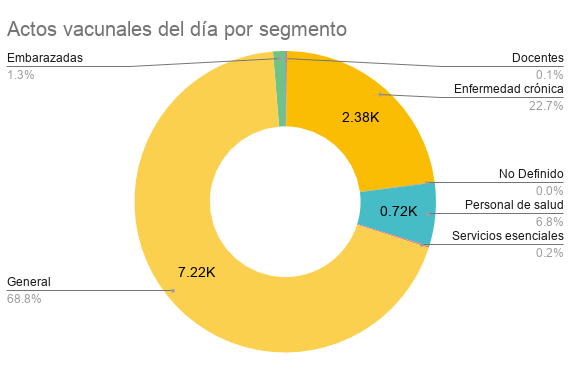 Actos vacunales del día por segmento
Embarazadas
1.3%
Docentes
0.1%
Enfermedad crónica
22.7%
2.38K
No Definido
0.0%
Personal de salud
6.8%
0.72K
Servicios esenciales
0.2%
7.22K
General
68.8%